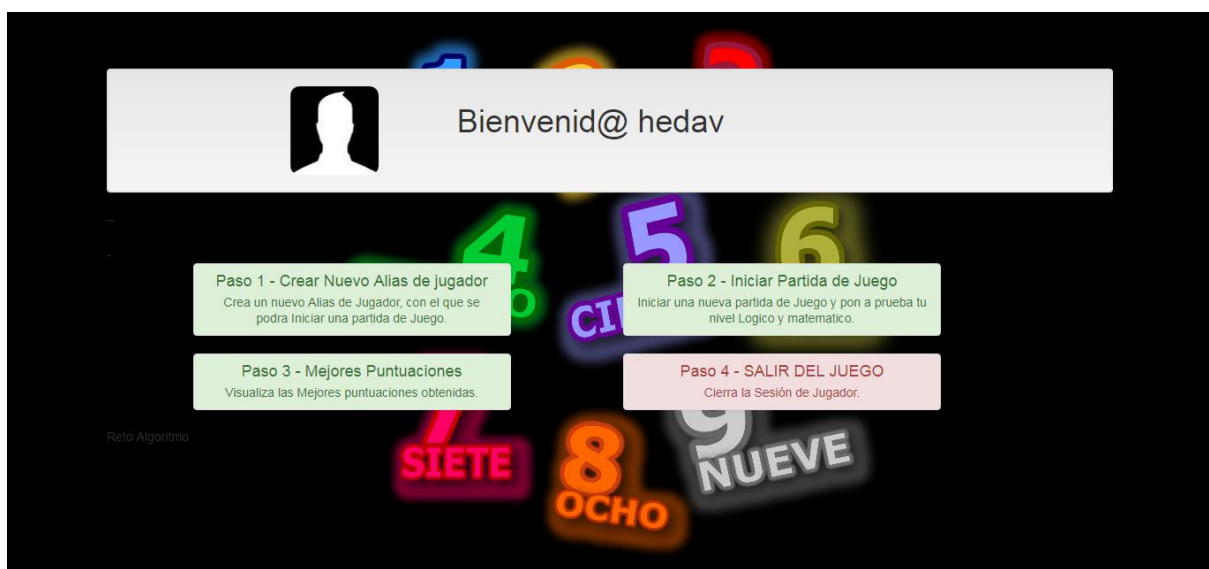 1
3
Bienvenid@ hedav
4
5
6
Paso 1 - Crear Nuevo Alias de jugador
Crea un nuevo Alias de Jugador, con el que se
podra Iniciar una partida de Juego.
Paso 2 - Iniciar Partida de Juego
Iniciar una nueva partida de Juego y pon a prueba tu
nivel Logico y matematico.
Paso 3 - Mejores Puntuaciones
Visualiza las Mejores puntuaciones obtenidas.
Paso 4 - SALIR DEL JUEGO
Cierra la Sesión de Jugador.
Reto Algoritmo
7
SIETE
8
OCHO
9
NUEVE